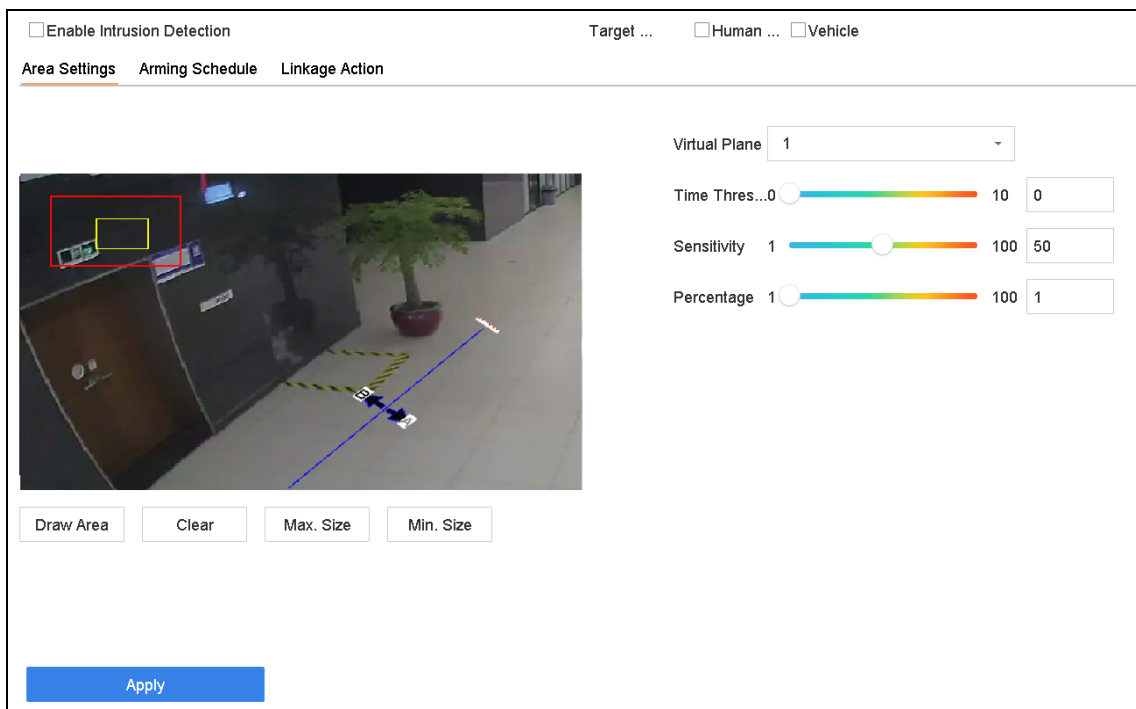 Enable Intrusion Detection Target ... Human ... Vehicle
Area Settings Arming Schedule Linkage Action
Virtual Plane 1
Time Thres...0 10 0
Sensitivity 1 100 50
Percentage 1 100 1
B
A
Draw Area Clear Max. Size Min. Size
Apply